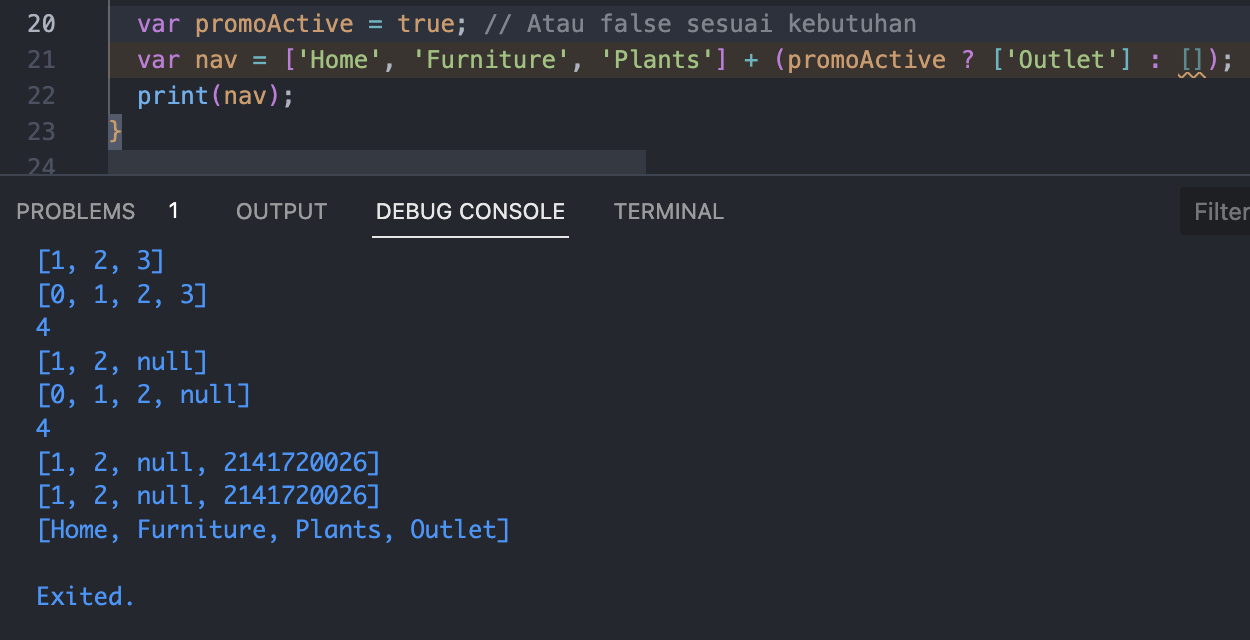 20 var promoActive = true; // Atau false sesuai kebutuhan
21 var nav = ['Home', 'Furniture', 'Plants'] + (promoActive ? ['Outlet'] : []);
22 print(nav);
23 }
24
PROBLEMS 1 OUTPUT DEBUG CONSOLE TERMINAL Filter
[1, 2, 3]
[0, 1, 2, 3]
4
[1, 2, null]
[0, 1, 2, null]
4
[1, 2, null, 2141720026]
[1, 2, null, 2141720026]
[Home, Furniture, Plants, Outlet]
Exited.